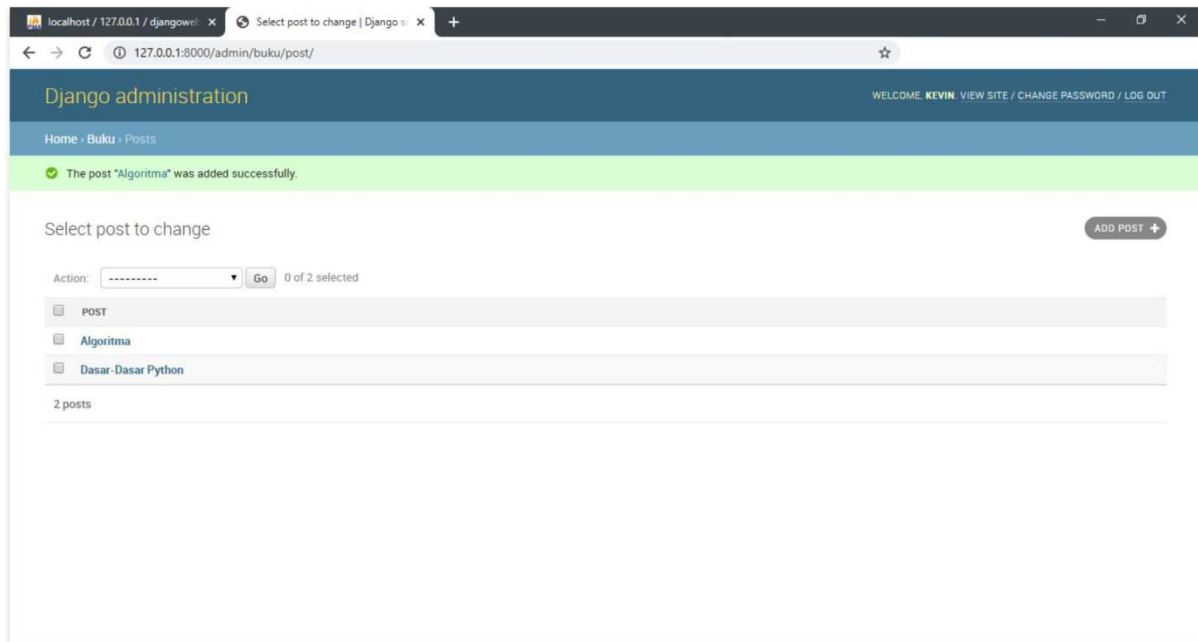 localhost / 127.0.0.1 / djangoweb
Select post to change | Django s
127.0.0.1:8000/admin/buku/post/
Django administration
WELCOME, KEVIN. VIEW SITE / CHANGE PASSWORD / LOG OUT
Home › Buku › Posts
The post "Algoritma" was added successfully.
Select post to change
ADD POST +
Action: --------- Go 0 of 2 selected
POST
Algoritma
Dasar-Dasar Python
2 posts